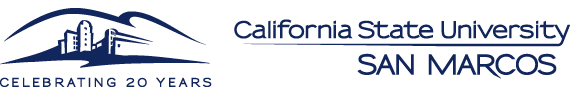 CELEBRATING 20 YEARS
California State University
SAN MARCOS